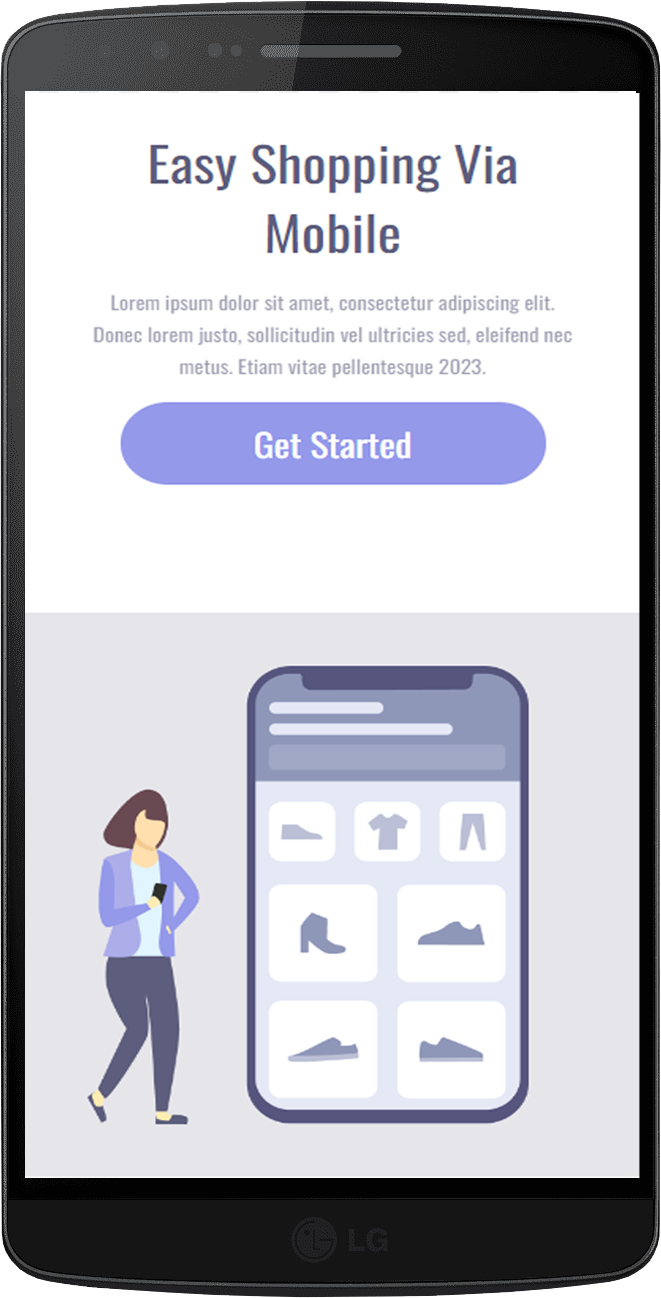 Easy Shopping Via
Mobile
Lorem ipsum dolor sit amet, consectetur adipiscing elit.
Donec lorem justo, sollicitudin vel ultricies sed, eleifend nec
metus. Etiam vitae pellentesque 2023.
Get Started
LG